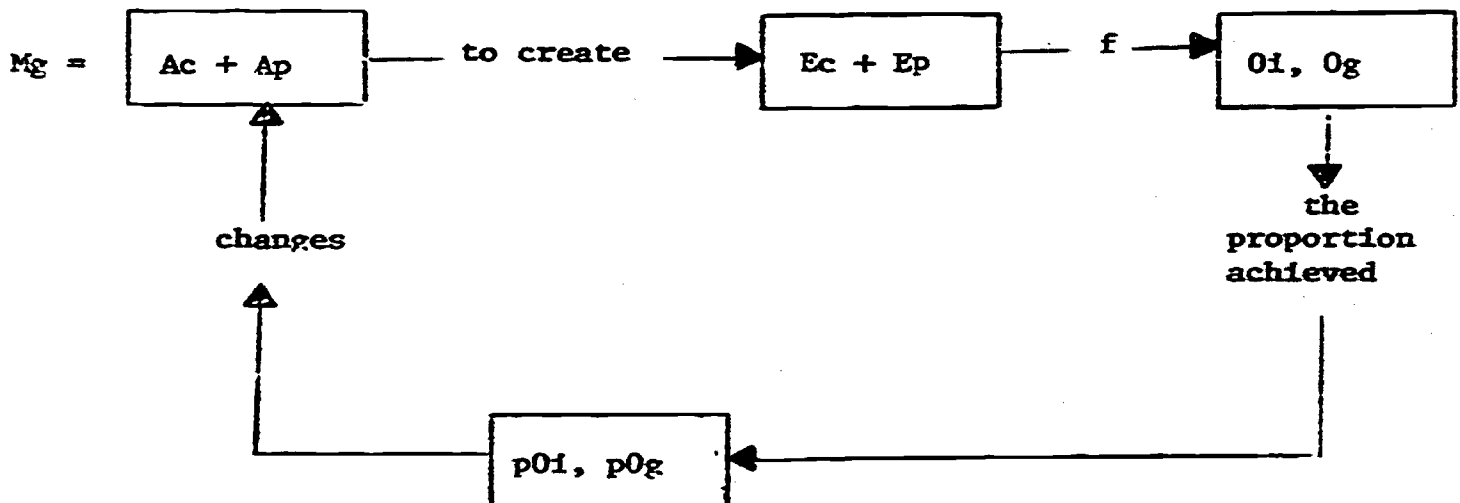 Mg = Ac + Ap to create Ec + Ep f Oi, Og
the
proportion
achieved
changes
pOi, pOg